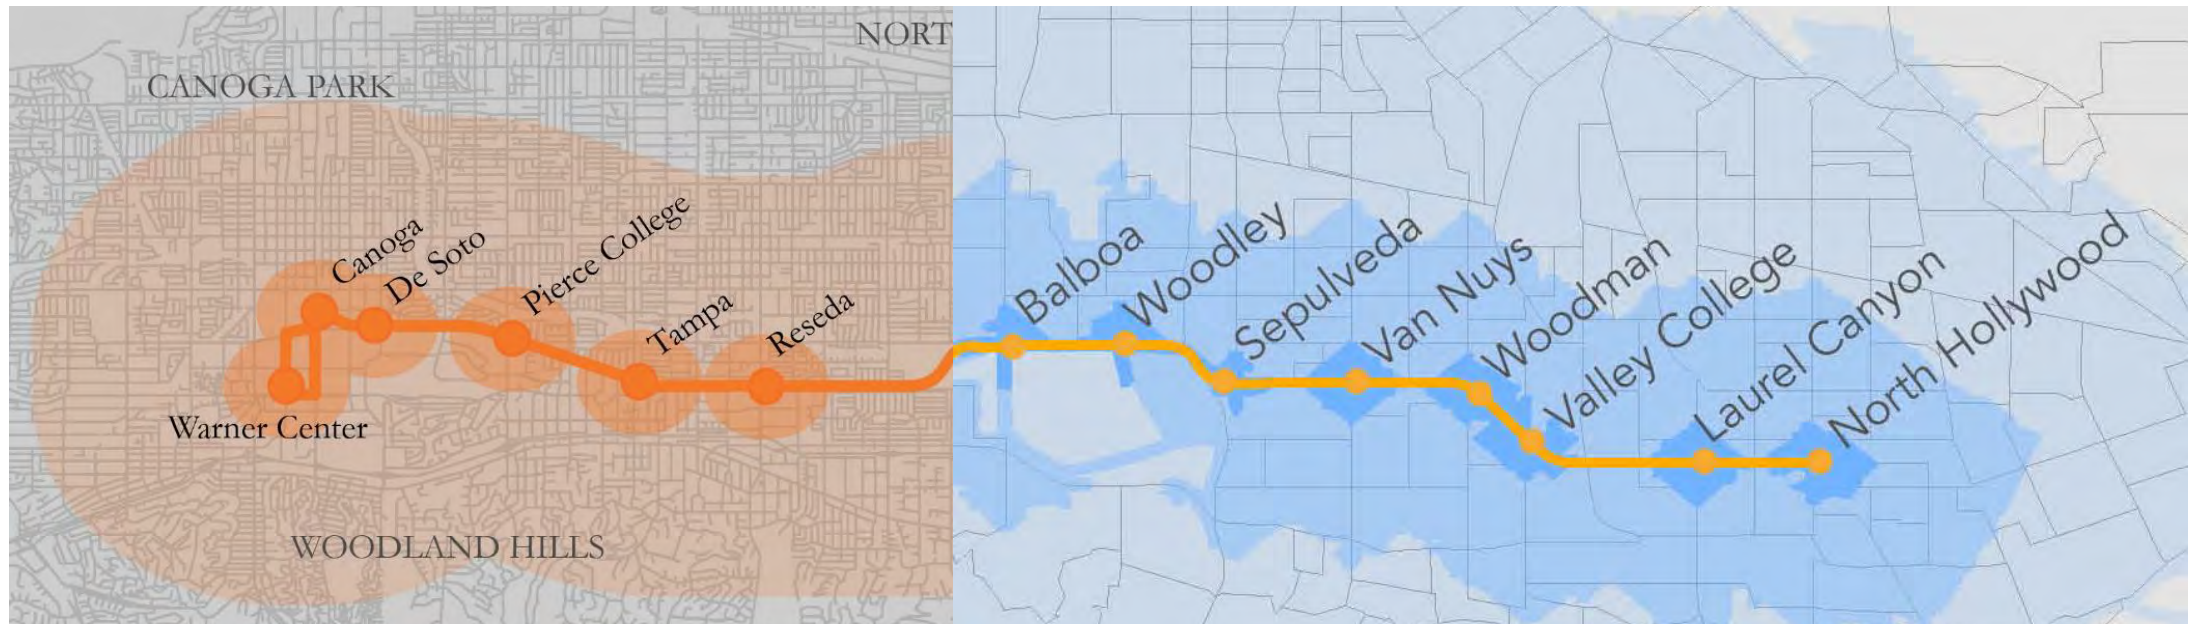 NORT
CANOGA PARK
Canoga
De Soto
Pierce College
Tampa
Reseda
Warner Center
WOODLAND HILLS
Balboa
Woodley
Sepulveda
Van Nuys
Woodman
Valley College
Laurel Canyon
North Hollywood